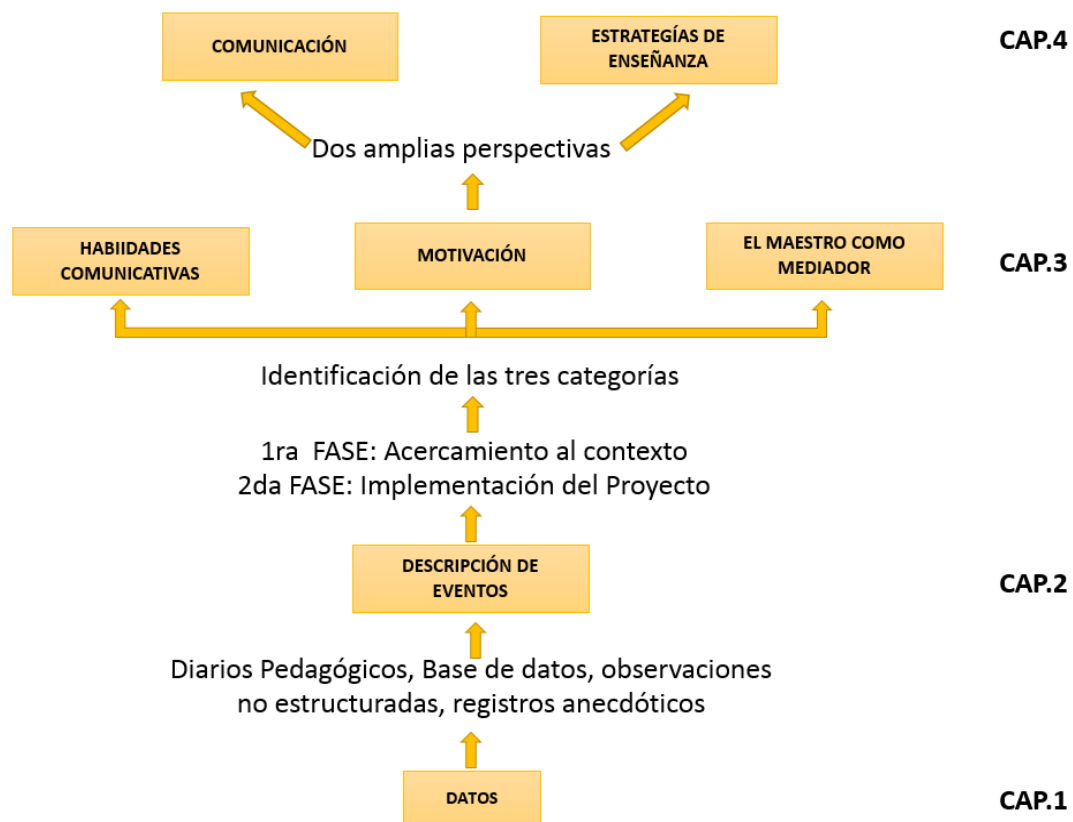 COMUNICACIÓN
ESTRATEGÍAS DE
ENSEÑANZA
CAP.4
Dos amplias perspectivas
HABIIDADES
COMUNICATIVAS
MOTIVACIÓN
EL MAESTRO COMO
MEDIADOR
CAP.3
Identificación de las tres categorías
1ra FASE: Acercamiento al contexto
2da FASE: Implementación del Proyecto
DESCRIPCIÓN DE
EVENTOS
CAP.2
Diarios Pedagógicos, Base de datos, observaciones
no estructuradas, registros anecdóticos
DATOS
CAP.1